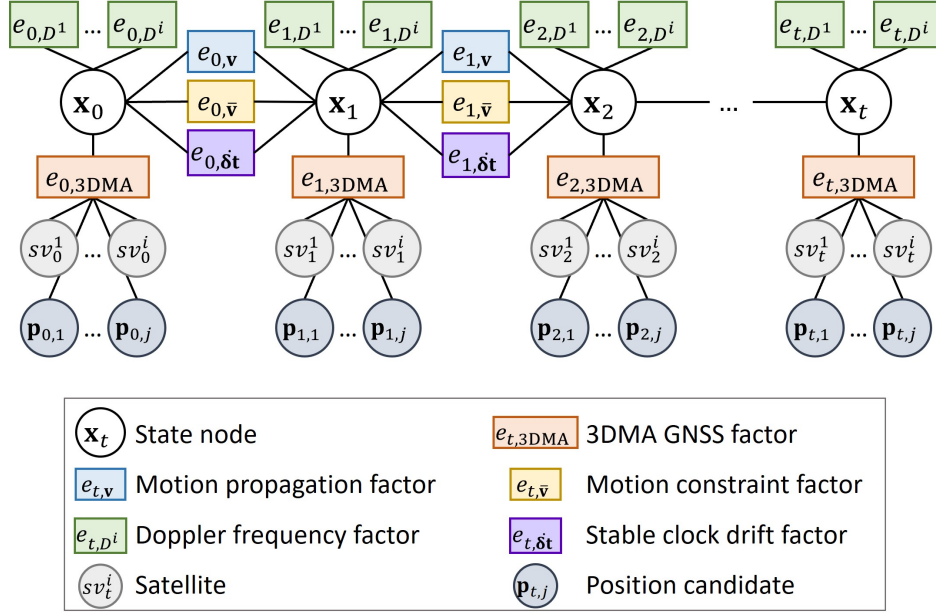 e_{0,D^1} ... e_{0,D^i} e_{1,D^1} ... e_{1,D^i} e_{2,D^1} ... e_{2,D^i} e_{t,D^1} ... e_{t,D^i}
e_{0,𝐯} e_{1,𝐯}
𝐱_0 e_{0,𝐯̄} 𝐱_1 e_{1,𝐯̄} 𝐱_2 ... 𝐱_t
e_{0,𝛅𝐭̇} e_{1,𝛅𝐭̇}
e_{0,3DMA} e_{1,3DMA} e_{2,3DMA} e_{t,3DMA}
sv_0^1 ... sv_0^i sv_1^1 ... sv_1^i sv_2^1 ... sv_2^i sv_t^1 ... sv_t^i
𝐩_{0,1} ... 𝐩_{0,j} 𝐩_{1,1} ... 𝐩_{1,j} 𝐩_{2,1} ... 𝐩_{2,j} 𝐩_{t,1} ... 𝐩_{t,j}
𝐱_t State node
e_{t,𝐯} Motion propagation factor
e_{t,D^i} Doppler frequency factor
sv_t^i Satellite
e_{t,3DMA} 3DMA GNSS factor
e_{t,𝐯̄} Motion constraint factor
e_{t,𝛅𝐭̇} Stable clock drift factor
𝐩_{t,j} Position candidate